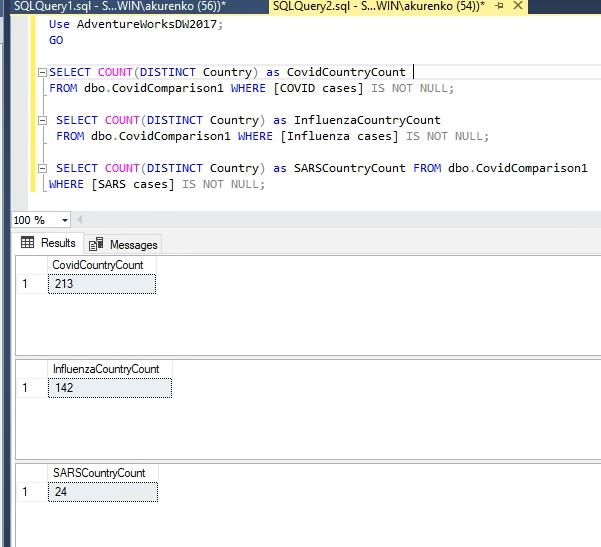 SQLQuery1.sql - S...WIN\akurenko (56))* SQLQuery2.sql - S...WIN\akurenko (54))*
Use AdventureWorksDW2017;
GO
SELECT COUNT(DISTINCT Country) as CovidCountryCount
FROM dbo.CovidComparison1 WHERE [COVID cases] IS NOT NULL;
SELECT COUNT(DISTINCT Country) as InfluenzaCountryCount
FROM dbo.CovidComparison1 WHERE [Influenza cases] IS NOT NULL;
SELECT COUNT(DISTINCT Country) as SARSCountryCount FROM dbo.CovidComparison1
WHERE [SARS cases] IS NOT NULL;
100 %
Results Messages
CovidCountryCount
1 213
InfluenzaCountryCount
1 142
SARSCountryCount
1 24